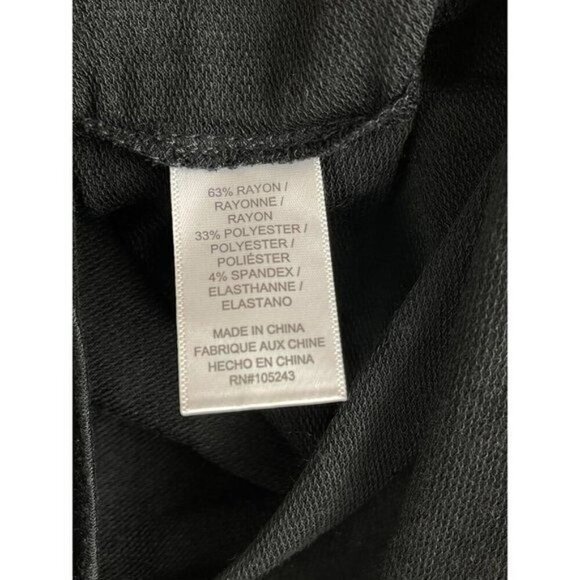 63% RAYON /
RAYONNE /
RAYON
33% POLYESTER /
POLYESTER /
POLIÉSTER
4% SPANDEX /
ELASTHANNE /
ELASTANO
MADE IN CHINA
FABRIQUE AUX CHINE
HECHO EN CHINA
RN#105243